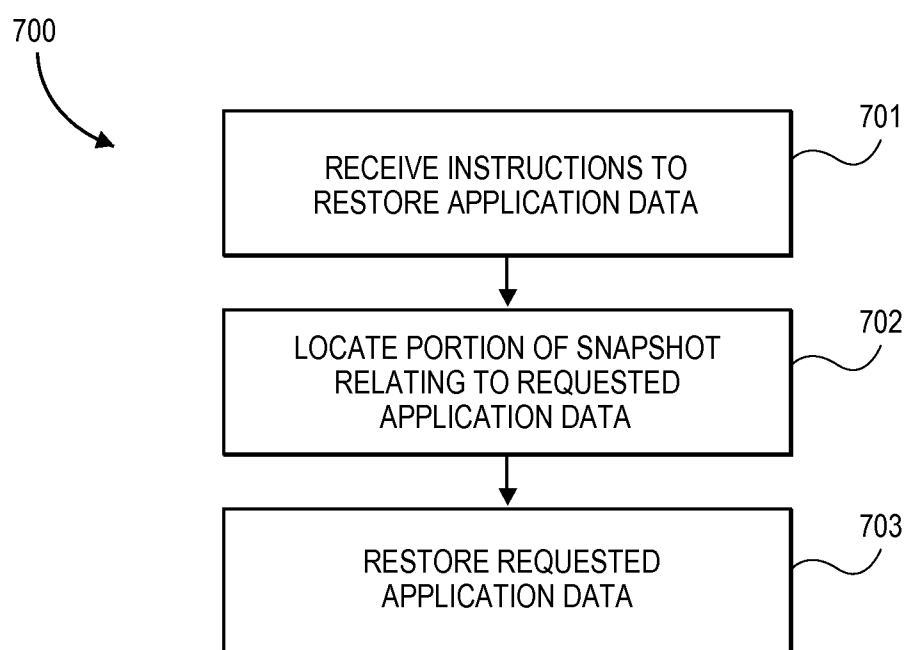 700
701
RECEIVE INSTRUCTIONS TO
RESTORE APPLICATION DATA
702
LOCATE PORTION OF SNAPSHOT
RELATING TO REQUESTED
APPLICATION DATA
703
RESTORE REQUESTED
APPLICATION DATA